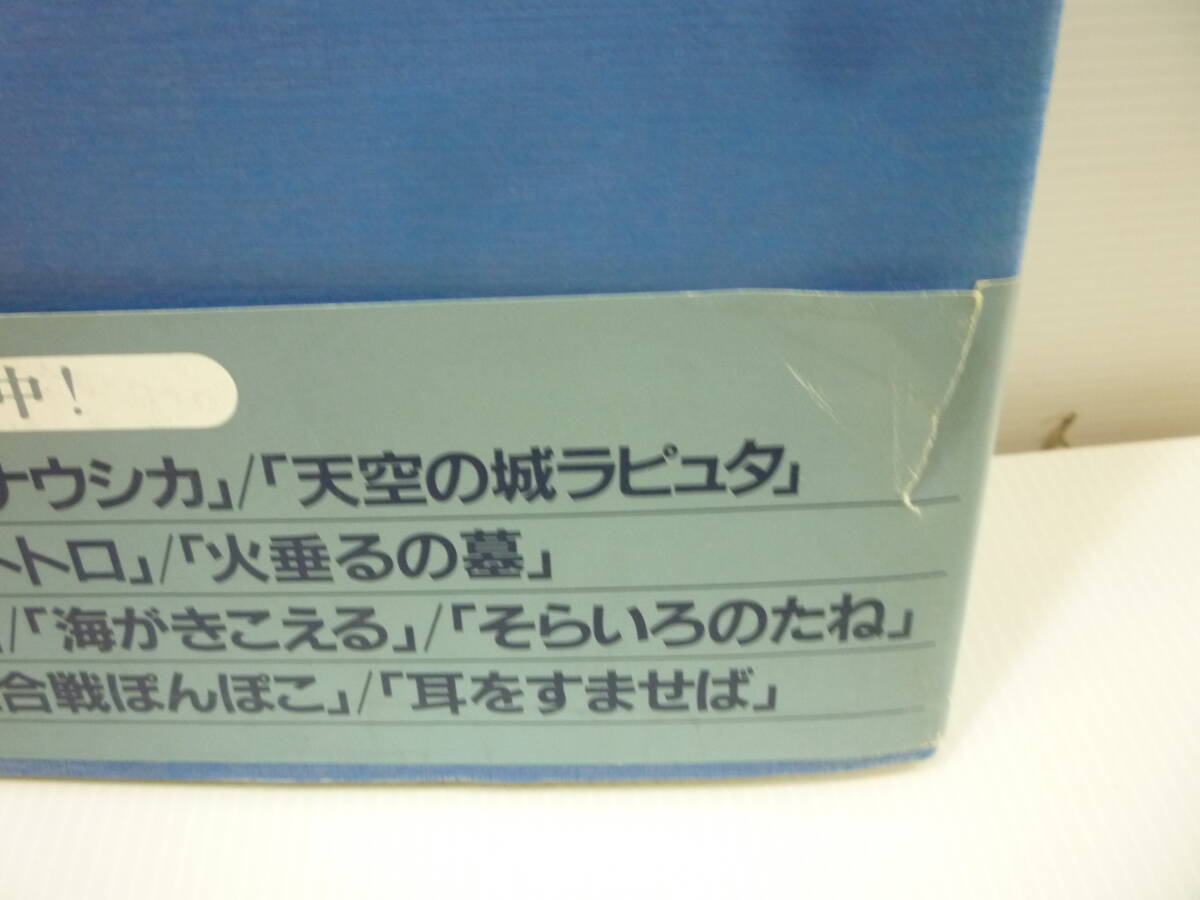 中!
ナウシカ」/「天空の城ラピュタ」
トトロ」/「火垂るの墓」
/「海がきこえる」/「そらいろのたね」
合戦ぽんぽこ」/「耳をすませば」